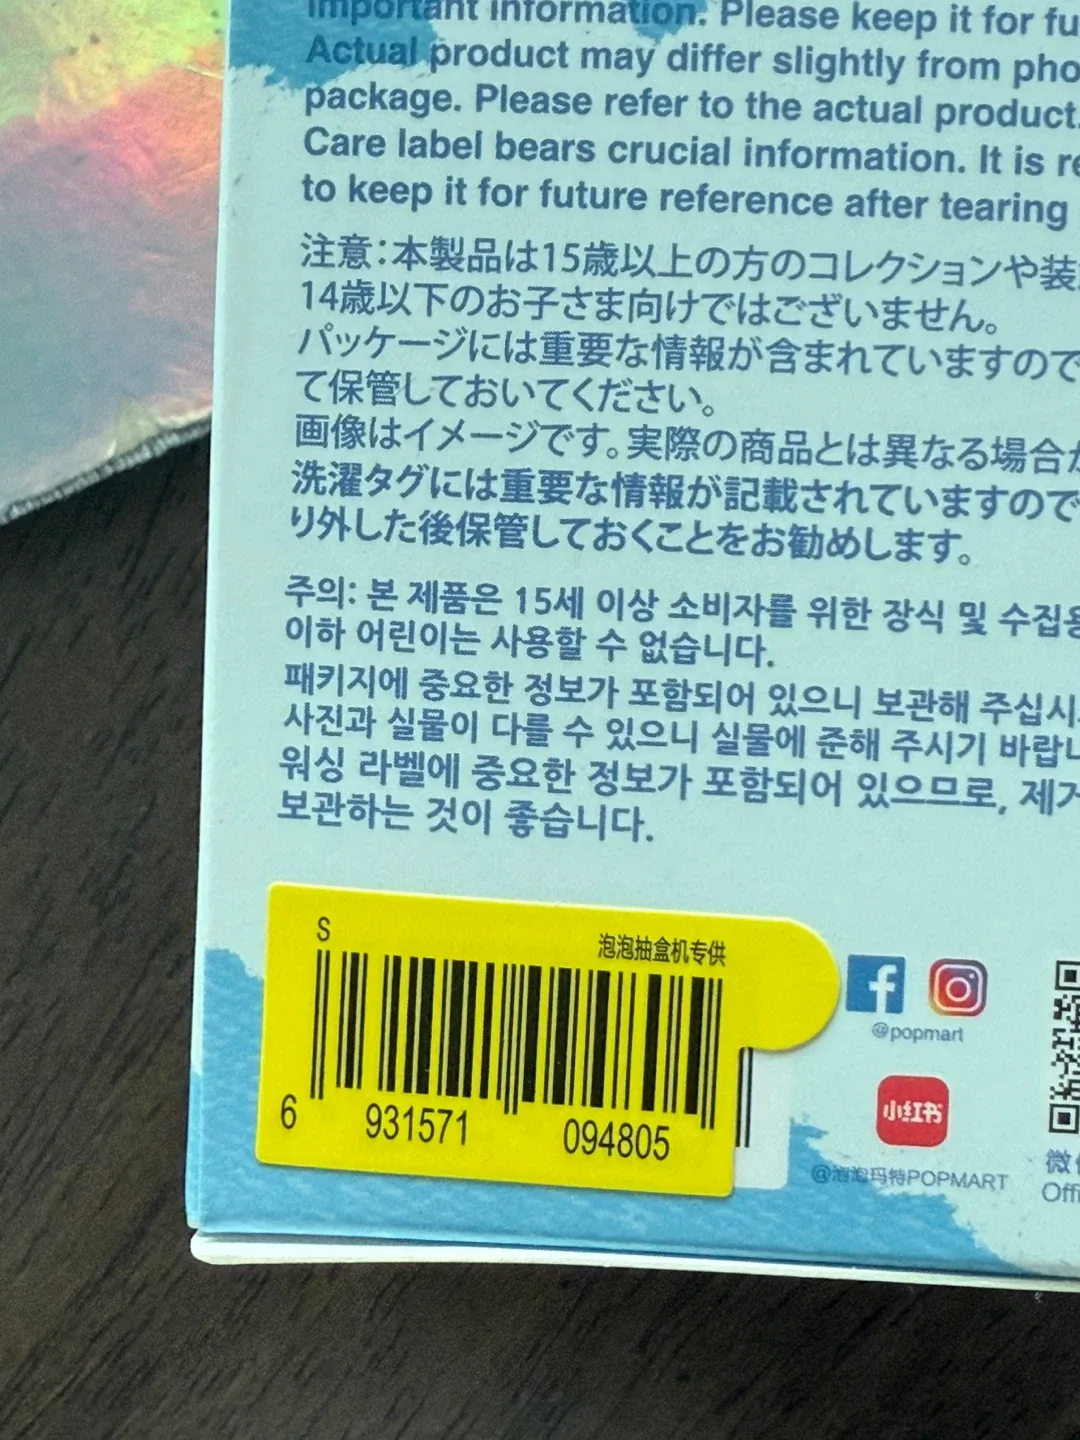 Important information. Please keep it for fu
Actual product may differ slightly from pho
package. Please refer to the actual product.
Care label bears crucial information. It is re
to keep it for future reference after tearing
注意：本製品は15歳以上の方のコレクションや装
14歳以下のお子さま向けではございません。
パッケージには重要な情報が含まれていますので
て保管しておいてください。
画像はイメージです。実際の商品とは異なる場合が
洗濯タグには重要な情報が記載されていますので
り外した後保管しておくことをお勧めします。
주의: 본 제품은 15세 이상 소비자를 위한 장식 및 수집용
이하 어린이는 사용할 수 없습니다.
패키지에 중요한 정보가 포함되어 있으니 보관해 주십시
사진과 실물이 다를 수 있으니 실물에 준해 주시기 바랍니
워싱 라벨에 중요한 정보가 포함되어 있으므로, 제거
보관하는 것이 좋습니다.
S
泡泡抽盒机专供
6 931571 094805
@popmart
小红书
@泡泡玛特POPMART
微信
Offi